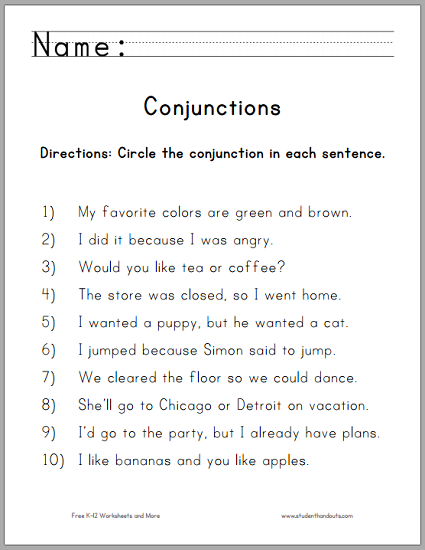 Name:
Conjunctions
Directions: Circle the conjunction in each sentence.
1) My favorite colors are green and brown.
2) I did it because I was angry.
3) Would you like tea or coffee?
4) The store was closed, so I went home.
5) I wanted a puppy, but he wanted a cat.
6) I jumped because Simon said to jump.
7) We cleared the floor so we could dance.
8) She'll go to Chicago or Detroit on vacation.
9) I'd go to the party, but I already have plans.
10) I like bananas and you like apples.
Free K-12 Worksheets and More www.studenthandouts.com